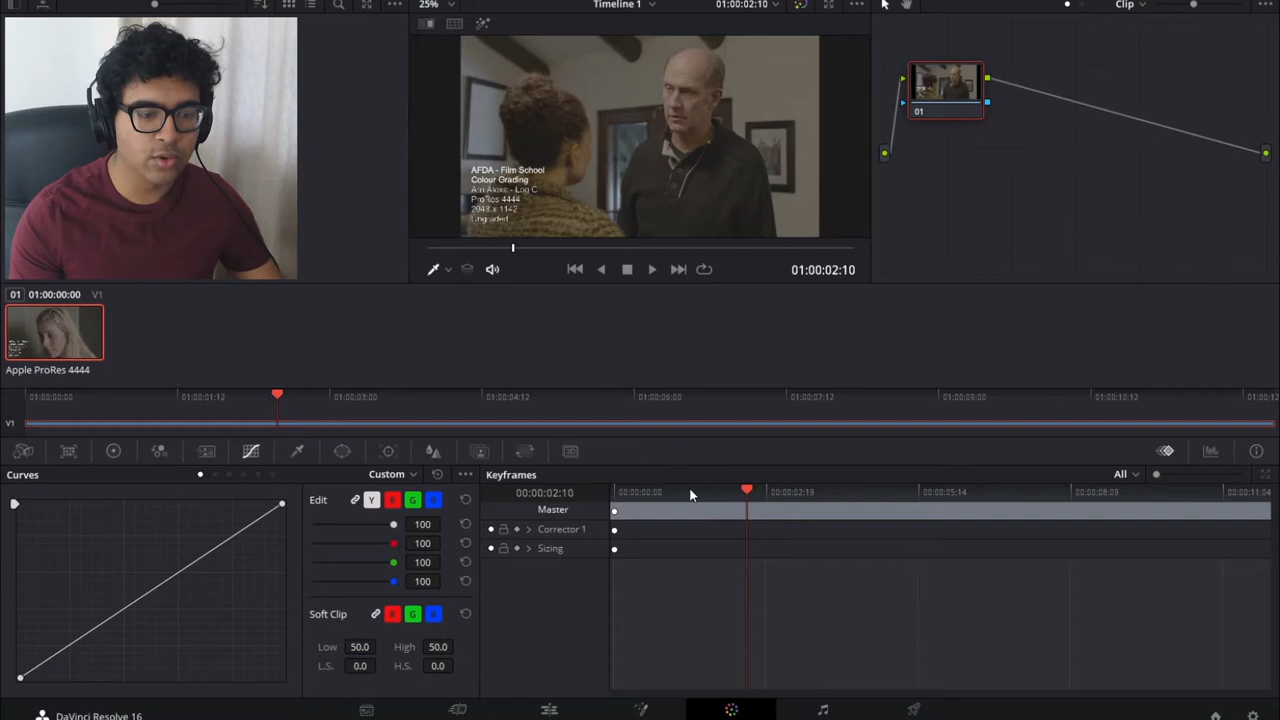 25%
Timeline 1
01:00:02:10
Clip
AFDA - Film School
Colour Grading
Arri Alexa - Log C
ProRes 4444
2048 x 1142
Ungraded
01
01:00:02:10
01 01:00:00:00 V1
Apple ProRes 4444
01:00:00:00 01:00:01:12 01:00:03:00 01:00:04:12 01:00:06:00 01:00:07:12 01:00:09:00 01:00:10:12 01:00:12
V1
Curves
Custom
Keyframes
All
Edit Y R G B
100
100
100
100
Soft Clip R G B
Low 50.0 High 50.0
L.S. 0.0 H.S. 0.0
00:00:02:10 00:00:00:00 00:00:02:19 00:00:05:14 00:00:08:09 00:00:11:04
Master
Corrector 1
Sizing
DaVinci Resolve 16